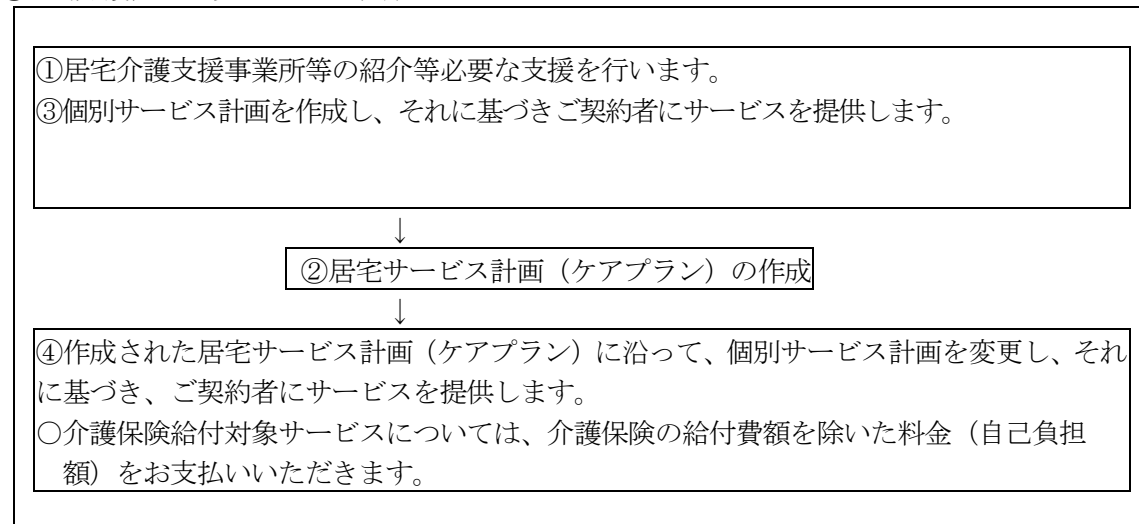 ①居宅介護支援事業所等の紹介等必要な支援を行います。
③個別サービス計画を作成し、それに基づきご契約者にサービスを提供します。
↓
②居宅サービス計画（ケアプラン）の作成
↓
④作成された居宅サービス計画（ケアプラン）に沿って、個別サービス計画を変更し、それ
に基づき、ご契約者にサービスを提供します。
○介護保険給付対象サービスについては、介護保険の給付費額を除いた料金（自己負担
額）をお支払いいただきます。